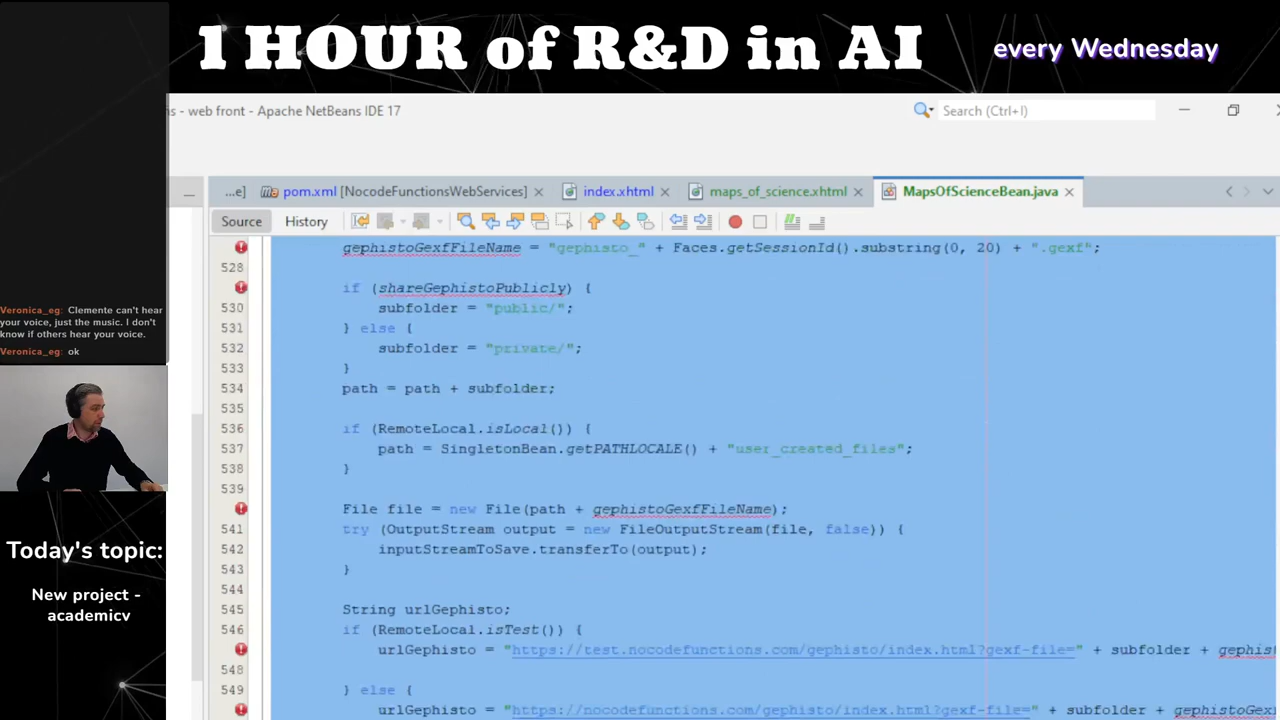 1 HOUR of R&D in AI
every Wednesday
ns - web front - Apache NetBeans IDE 17
Search (Ctrl+I)
...e]
pom.xml [NocodeFunctionsWebServices]
index.xhtml
maps_of_science.xhtml
MapsOfScienceBean.java
Source
History
gephistoGexfFileName = "gephisto_" + Faces.getSessionId().substring(0, 20) + ".gexf";
528
if (shareGephistoPublicly) {
530 subfolder = "public/";
531 } else {
532 subfolder = "private/";
533 }
534 path = path + subfolder;
535
536 if (RemoteLocal.isLocal()) {
537 path = SingletonBean.getPATHLOCALE() + "user_created_files";
538 }
539
File file = new File(path + gephistoGexfFileName);
541 try (OutputStream output = new FileOutputStream(file, false)) {
542 inputStreamToSave.transferTo(output);
543 }
544
545 String urlGephisto;
546 if (RemoteLocal.isTest()) {
urlGephisto = "https://test.nocodefunctions.com/gephisto/index.html?gexf-file=" + subfolder + gephis
548
549 } else {
urlGephisto = "https://nocodefunctions.com/gephisto/index.html?gexf-file=" + subfolder + gephistoGex
Veronica_eg: Clemente can't hear
your voice, just the music. I don't
know if others hear your voice.
Veronica_eg: ok
Today's topic:
New project -
academicv